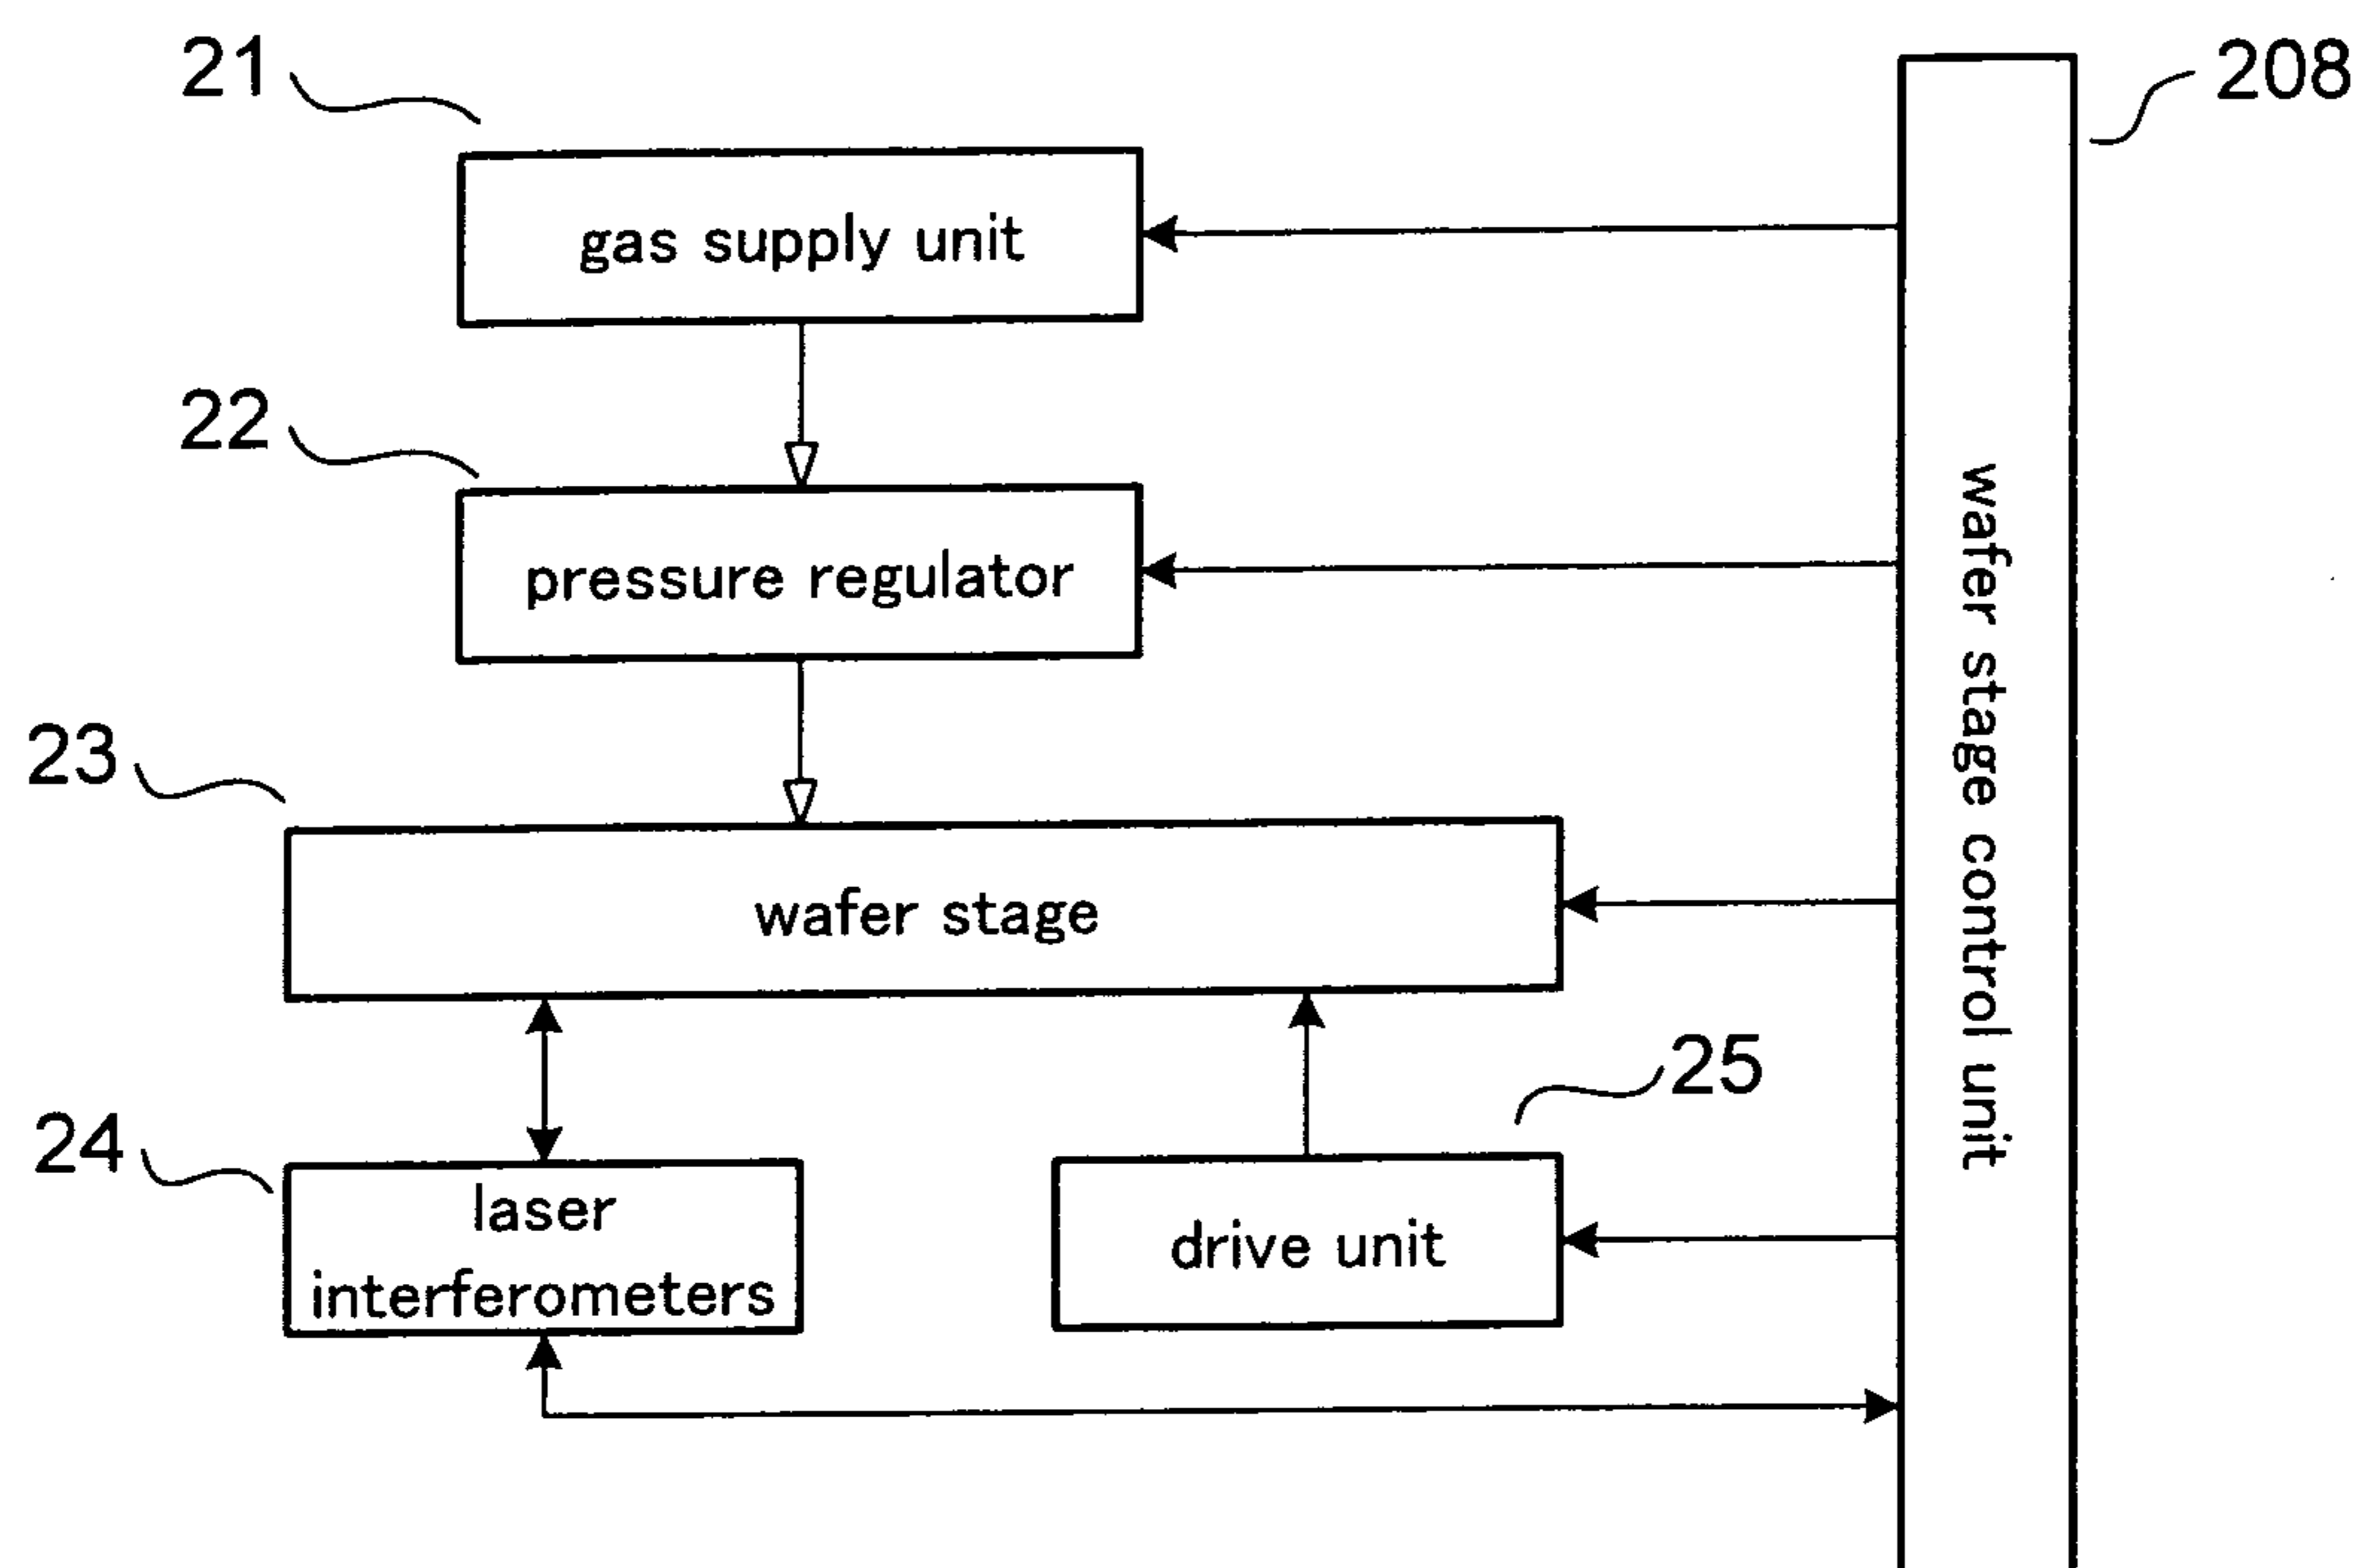 21
208
gas supply unit
22
pressure regulator
23
wafer stage
wafer stage control unit
25
24
laser
interferometers
drive unit